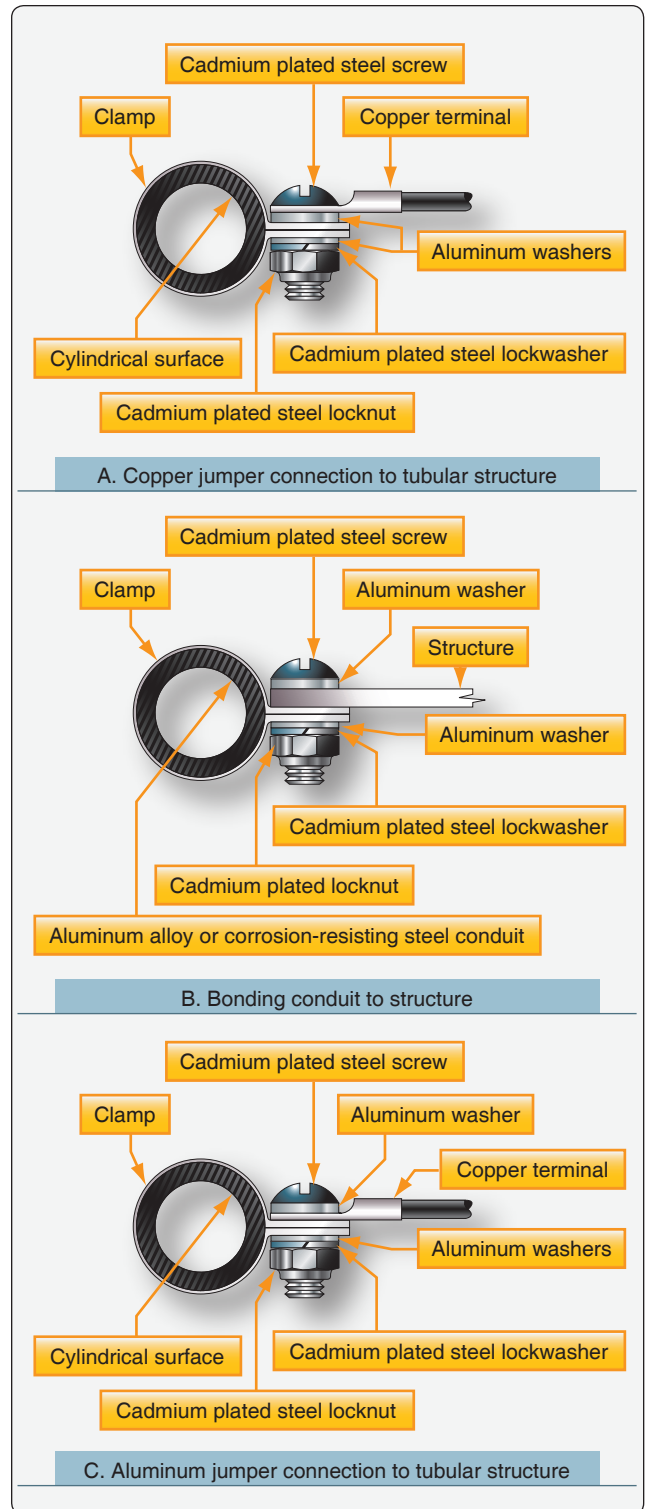 Cadmium plated steel screw
Clamp
Copper terminal
Aluminum washers
Cylindrical surface
Cadmium plated steel lockwasher
Cadmium plated steel locknut
A. Copper jumper connection to tubular structure
Cadmium plated steel screw
Clamp
Aluminum washer
Structure
Aluminum washer
Cadmium plated steel lockwasher
Cadmium plated locknut
Aluminum alloy or corrosion-resisting steel conduit
B. Bonding conduit to structure
Cadmium plated steel screw
Clamp
Aluminum washer
Copper terminal
Aluminum washers
Cylindrical surface
Cadmium plated steel lockwasher
Cadmium plated steel locknut
C. Aluminum jumper connection to tubular structure